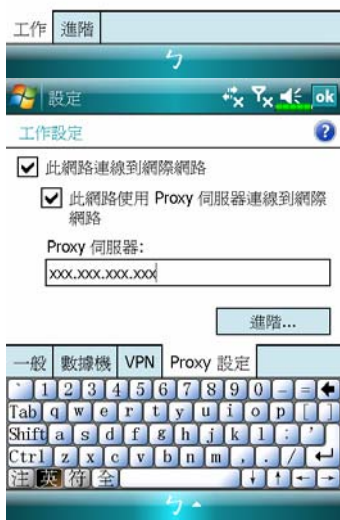 工作 進階
ㄅ
設定 ok
工作設定 ?
此網路連線到網際網路
此網路使用 Proxy 伺服器連線到網際
網路
Proxy 伺服器:
xxx.xxx.xxx.xxx
進階...
一般 數據機 VPN Proxy 設定
` 1 2 3 4 5 6 7 8 9 0 - =
Tab q w e r t y u i o p [ ]
Shift a s d f g h j k l ; '
Ctrl z x c v b n m , . /
注 英 符 全
ㄅ